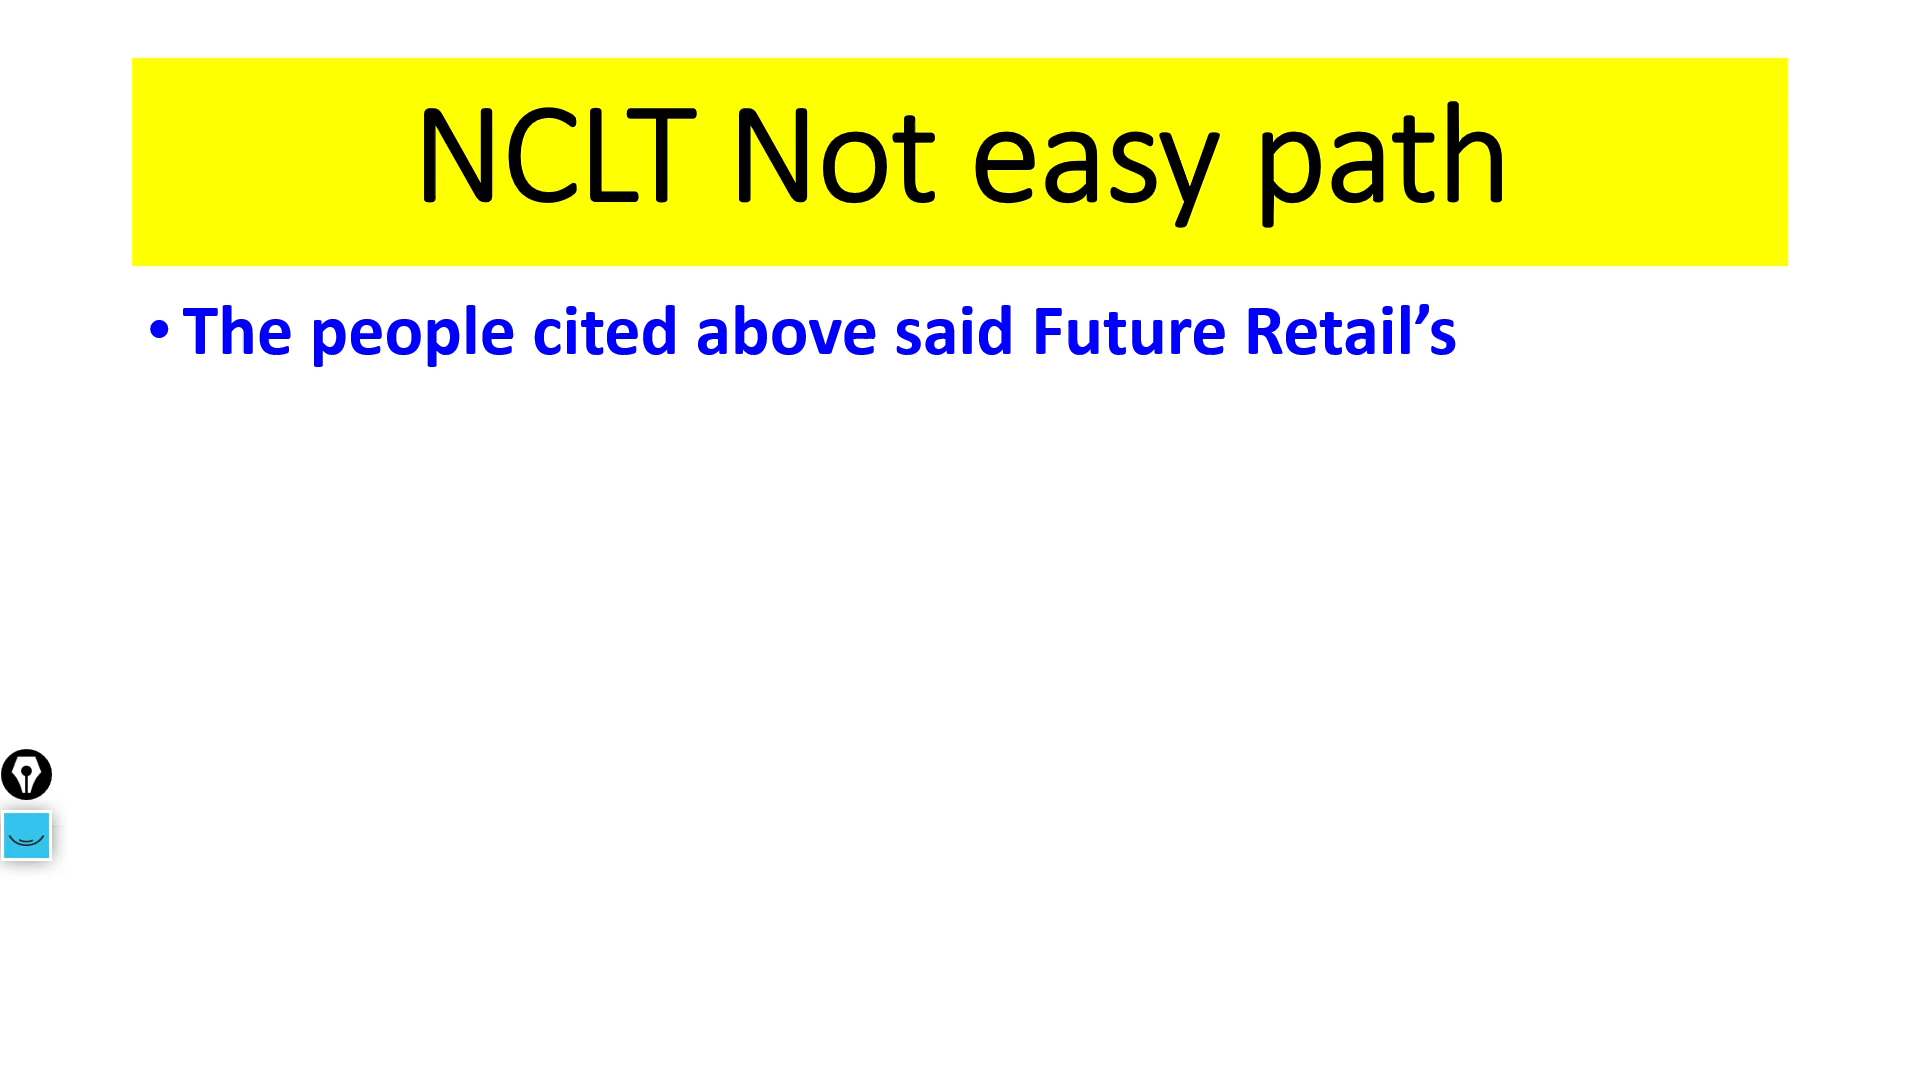 NCLT Not easy path
• The people cited above said Future Retail’s